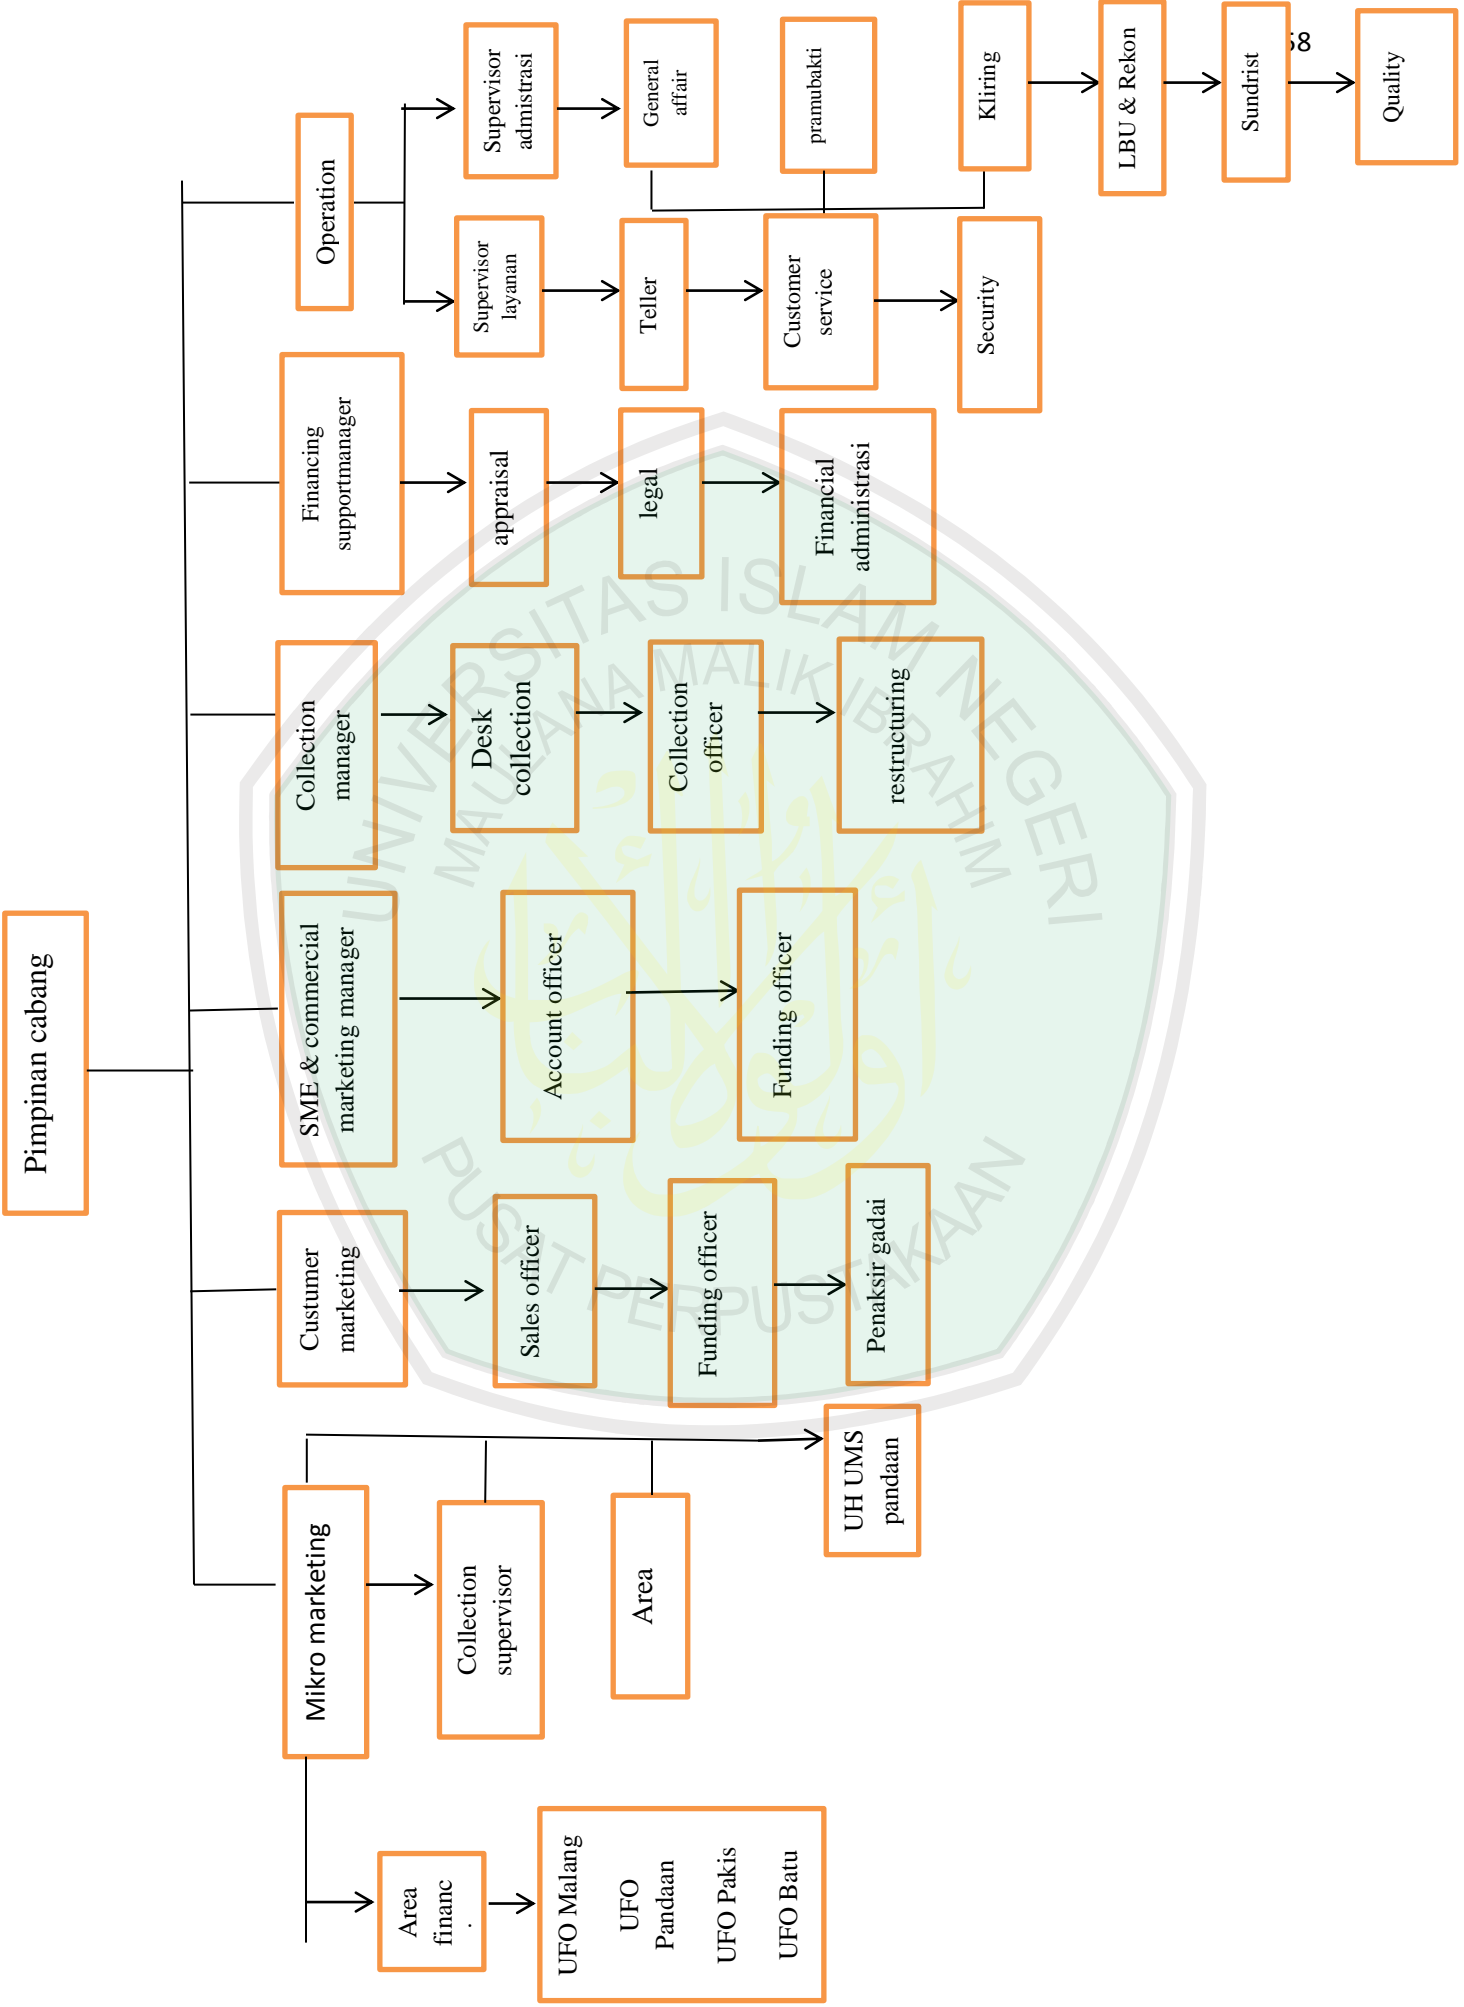 68
Pimpinan cabang
Mikro marketing
Custumer
marketing
SME & commercial
marketing manager
Collection
manager
Financing
supportmanager
Operation
Area
financ
UFO Malang
UFO
Pandaan
UFO Pakis
UFO Batu
Collection
supervisor
Area
UH UMS
pandaan
Sales officer
Funding officer
Penaksir gadai
Account officer
Funding officer
Desk
collection
Collection
officer
restructuring
appraisal
legal
Financial
administrasi
Supervisor
layanan
Teller
Customer
service
Security
Supervisor
admistrasi
General
affair
pramubakti
Kliring
LBU & Rekon
Sundrist
Quality
UNIVERSITAS ISLAM NEGERI
MAULANA MALIK IBRAHIM
PUSAT PERPUSTAKAAN